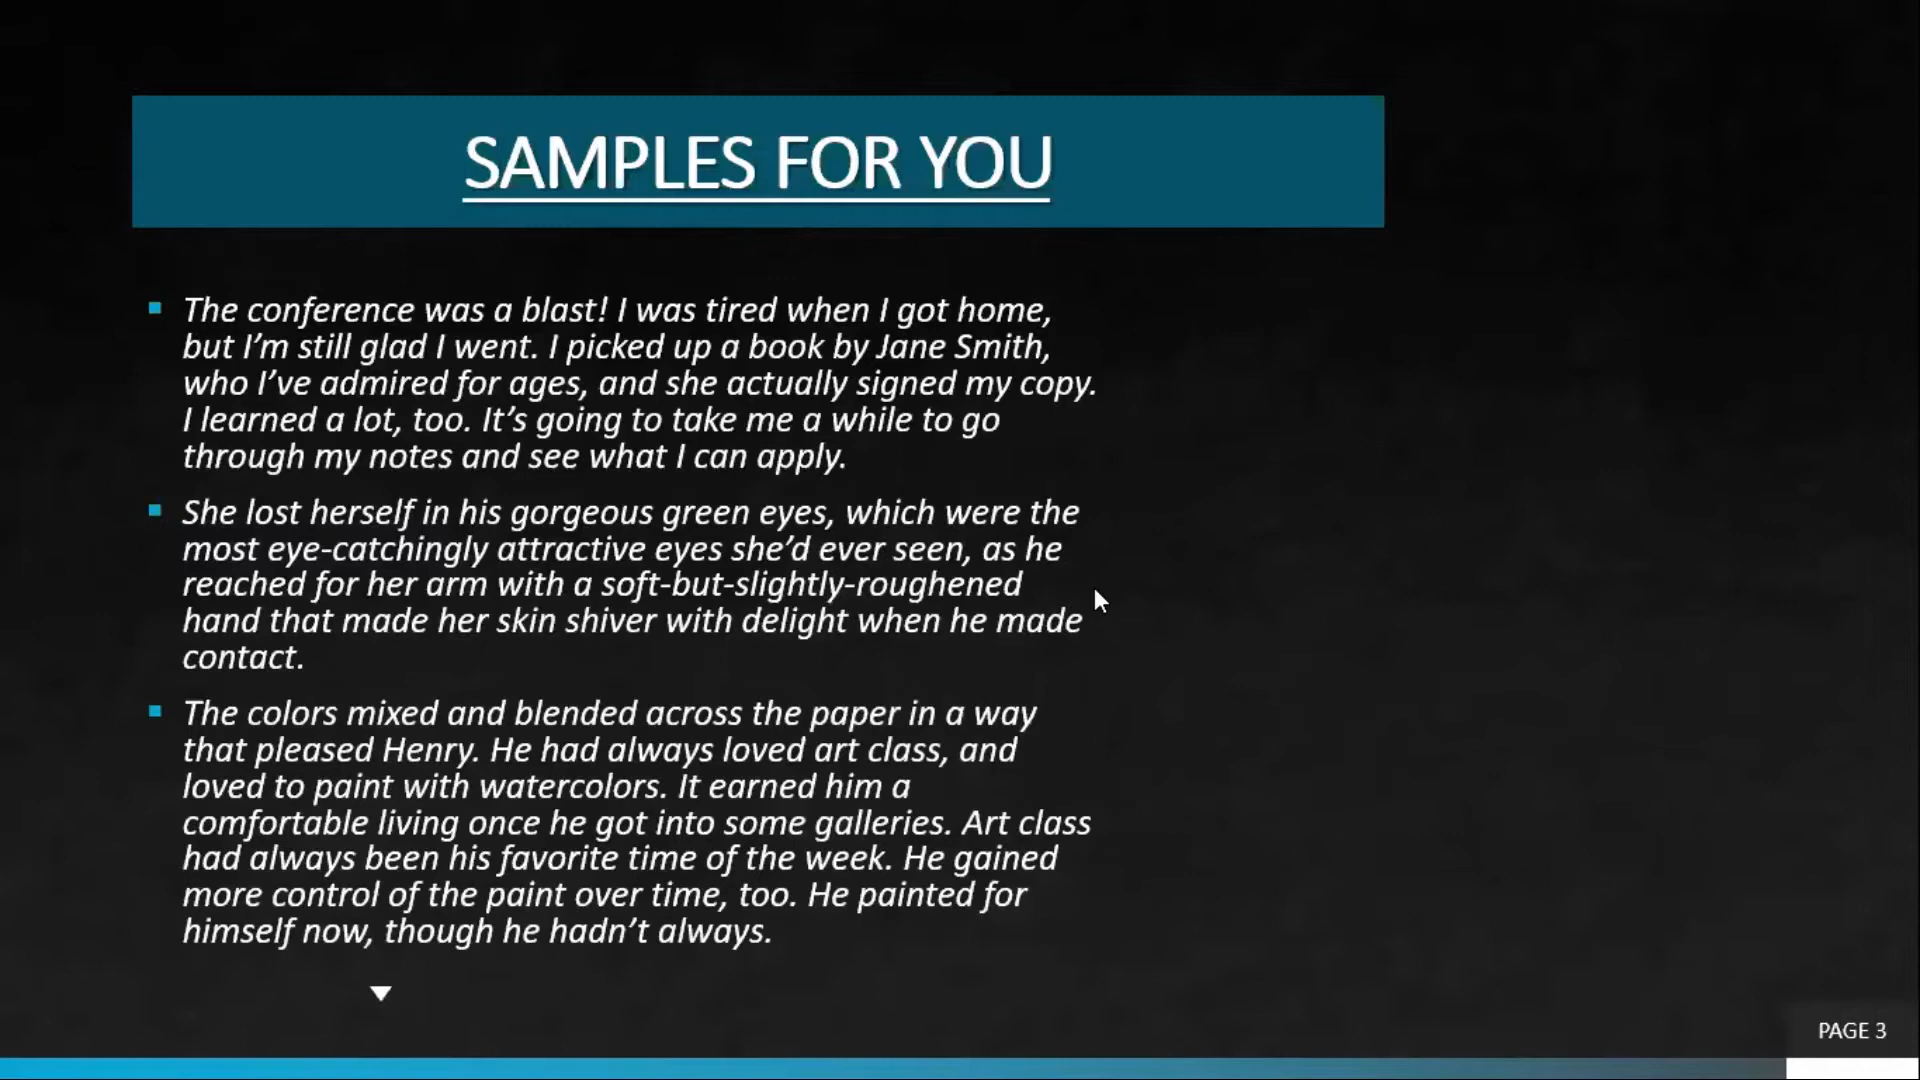 SAMPLES FOR YOU
The conference was a blast! I was tired when I got home,
but I’m still glad I went. I picked up a book by Jane Smith,
who I’ve admired for ages, and she actually signed my copy.
I learned a lot, too. It’s going to take me a while to go
through my notes and see what I can apply.
She lost herself in his gorgeous green eyes, which were the
most eye-catchingly attractive eyes she’d ever seen, as he
reached for her arm with a soft-but-slightly-roughened
hand that made her skin shiver with delight when he made
contact.
The colors mixed and blended across the paper in a way
that pleased Henry. He had always loved art class, and
loved to paint with watercolors. It earned him a
comfortable living once he got into some galleries. Art class
had always been his favorite time of the week. He gained
more control of the paint over time, too. He painted for
himself now, though he hadn’t always.
PAGE 3